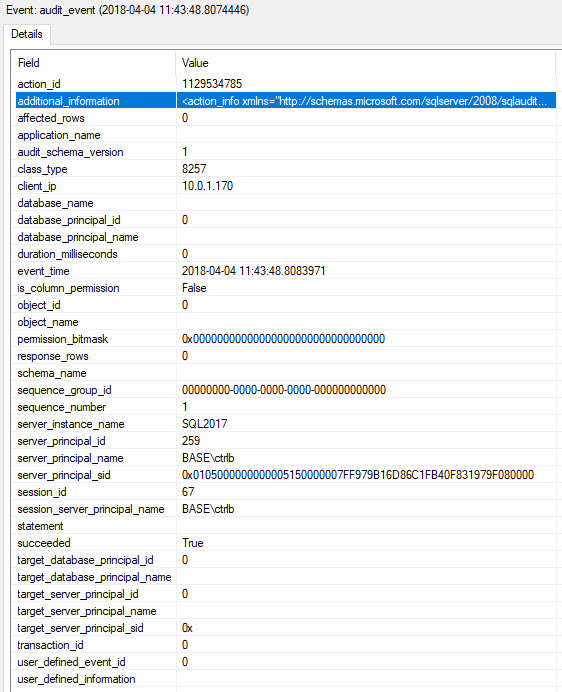 Event: audit_event (2018-04-04 11:43:48.8074446)
Details
Field Value
action_id 1129534785
additional_information <action_info xmlns="http://schemas.microsoft.com/sqlserver/2008/sqlaudit...
affected_rows 0
application_name
audit_schema_version 1
class_type 8257
client_ip 10.0.1.170
database_name
database_principal_id 0
database_principal_name
duration_milliseconds 0
event_time 2018-04-04 11:43:48.8083971
is_column_permission False
object_id 0
object_name
permission_bitmask 0x00000000000000000000000000000000
response_rows 0
schema_name
sequence_group_id 00000000-0000-0000-0000-000000000000
sequence_number 1
server_instance_name SQL2017
server_principal_id 259
server_principal_name BASE\ctrlb
server_principal_sid 0x0105000000000005150000007FF979B16D86C1FB40F831979F080000
session_id 67
session_server_principal_name BASE\ctrlb
statement
succeeded True
target_database_principal_id 0
target_database_principal_name
target_server_principal_id 0
target_server_principal_name
target_server_principal_sid 0x
transaction_id 0
user_defined_event_id 0
user_defined_information